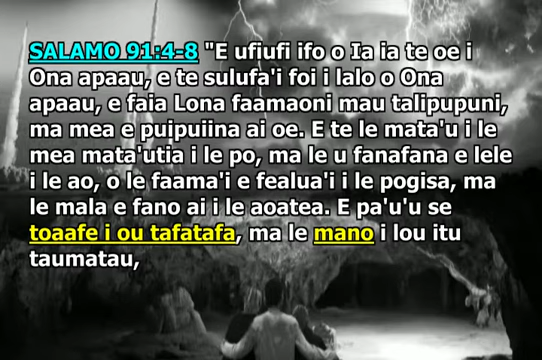 SALAMO 91:4-8 "E ufiufi ifo o Ia ia te oe i
Ona apaau, e te sulufa'i foi i lalo o Ona
apaau, e faia Lona faamaoni mau talipupuni,
ma mea e puipuiina ai oe. E te le mata'u i le
mea mata'utia i le po, ma le u fanafana e lele
i le ao, o le faama'i e fealua'i i le pogisa, ma
le mala e fano ai i le aoatea. E pa'u'u se
toaafe i ou tafatafa, ma le mano i lou itu
taumatau,